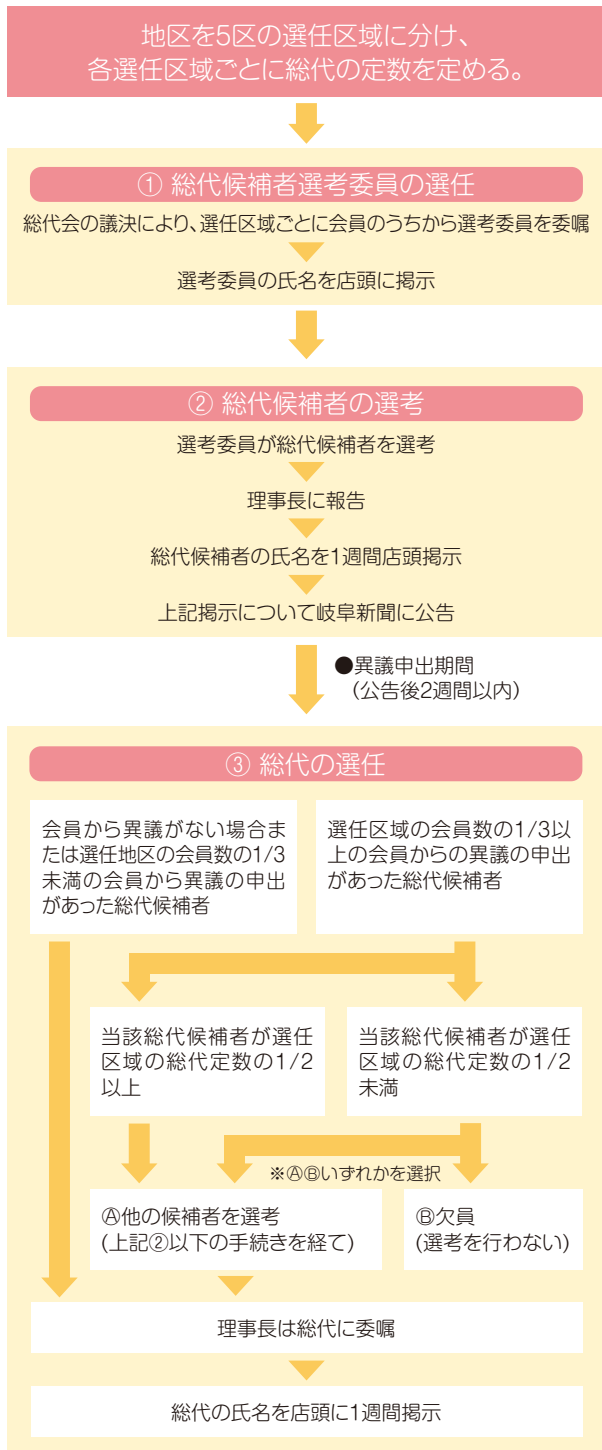 地区を5区の選任区域に分け、
各選任区域ごとに総代の定数を定める。
① 総代候補者選考委員の選任
総代会の議決により、選任区域ごとに会員のうちから選考委員を委嘱
選考委員の氏名を店頭に掲示
② 総代候補者の選考
選考委員が総代候補者を選考
理事長に報告
総代候補者の氏名を1週間店頭掲示
上記掲示について岐阜新聞に公告
●異議申出期間
(公告後2週間以内)
③ 総代の選任
会員から異議がない場合ま
たは選任地区の会員数の1/3
未満の会員から異議の申出
があった総代候補者
選任区域の会員数の1/3以
上の会員からの異議の申出
があった総代候補者
当該総代候補者が選任
区域の総代定数の1/2
以上
当該総代候補者が選任
区域の総代定数の1/2
未満
※ⒶⒷいずれかを選択
Ⓐ他の候補者を選考
(上記②以下の手続きを経て)
Ⓑ欠員
(選考を行わない)
理事長は総代に委嘱
総代の氏名を店頭に1週間掲示